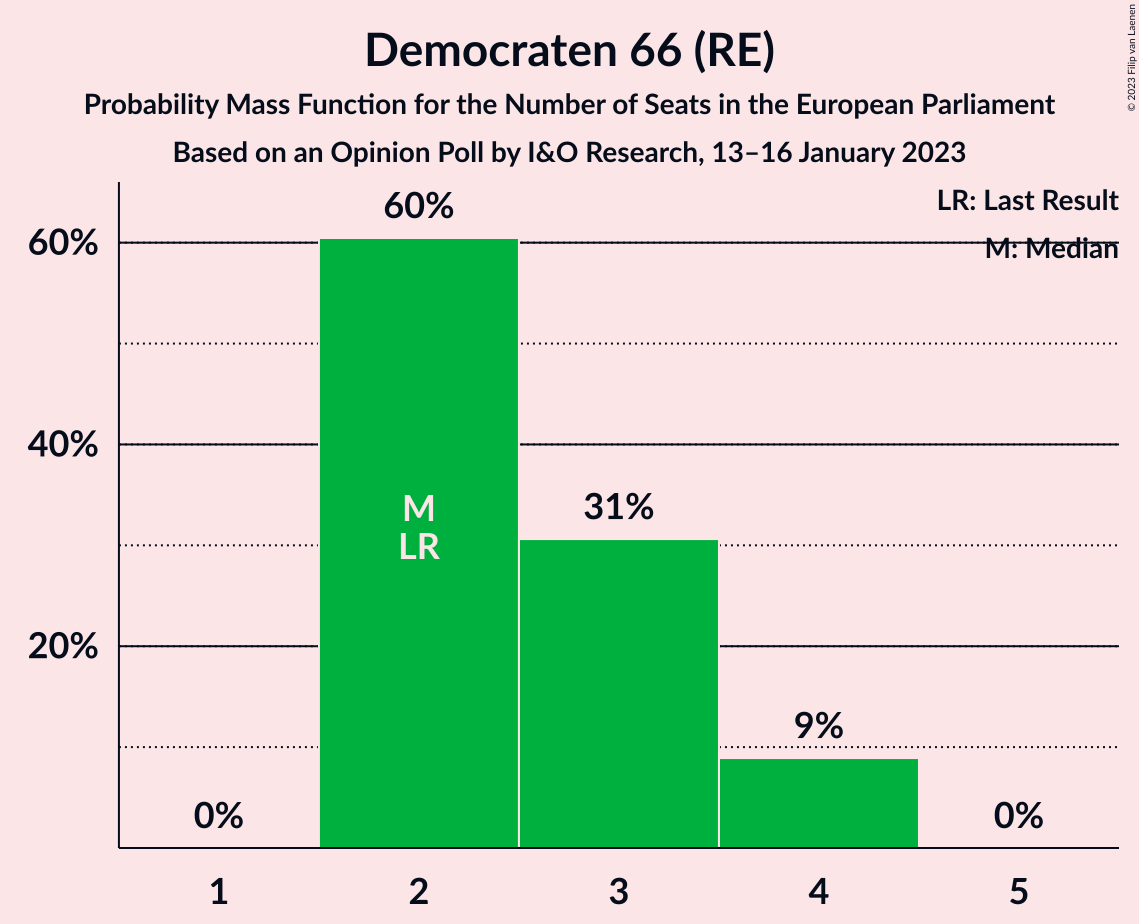 Democraten 66 (RE)
Probability Mass Function for the Number of Seats in the European Parliament
Based on an Opinion Poll by I&O Research, 13–16 January 2023
© 2023 Filip van Laenen
LR: Last Result
M: Median
60%
40%
20%
0%
60%
M
LR
31%
9%
0%
1 2 3 4 5